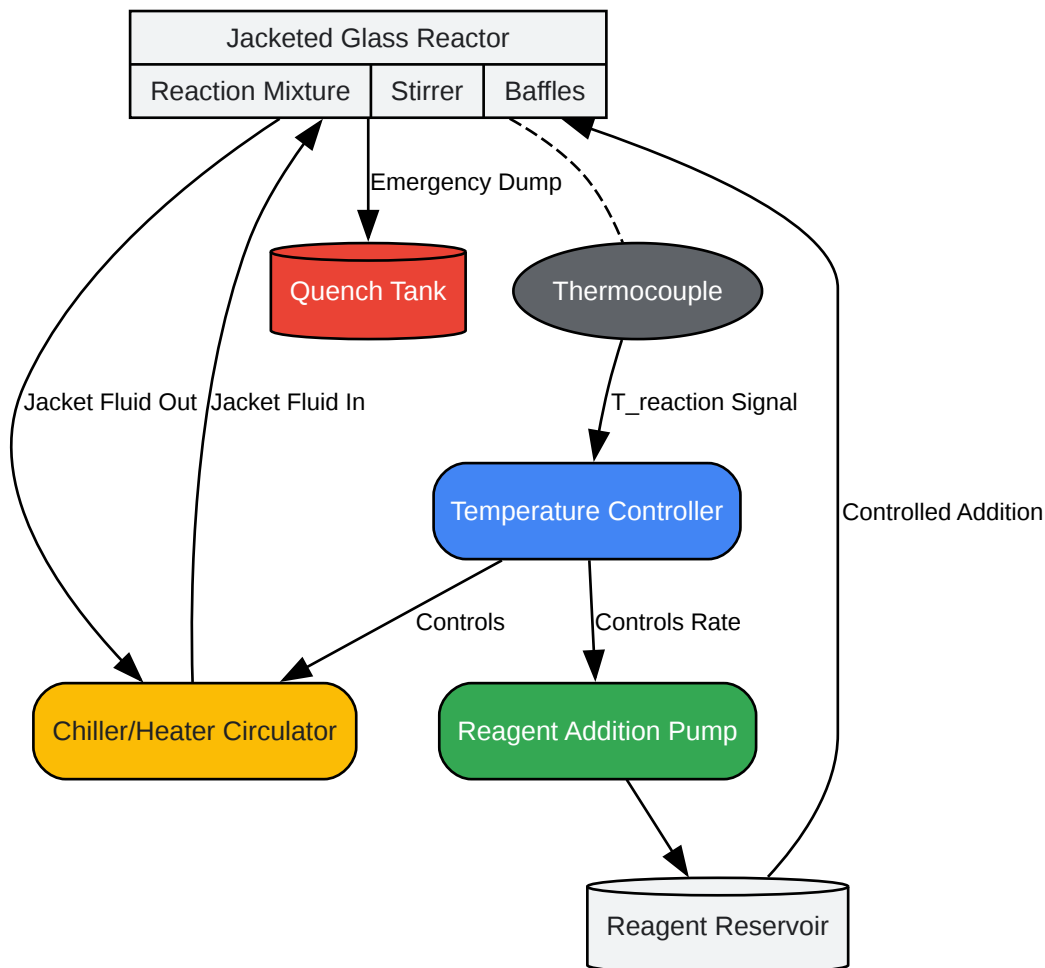 Jacketed Glass Reactor
Reaction Mixture
Stirrer
Baffles
Emergency Dump
Quench Tank
Thermocouple
Jacket Fluid Out
Jacket Fluid In
T_reaction Signal
Temperature Controller
Controlled Addition
Controls
Controls Rate
Chiller/Heater Circulator
Reagent Addition Pump
Reagent Reservoir